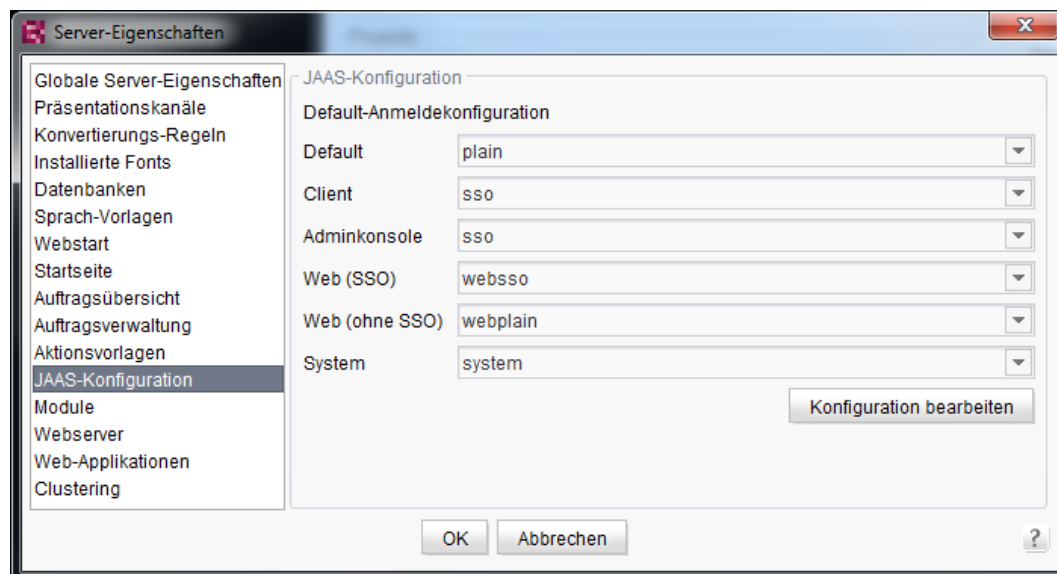 Server-Eigenschaften
Projekte
Globale Server-Eigenschaften
Präsentationskanäle
Konvertierungs-Regeln
Installierte Fonts
Datenbanken
Sprach-Vorlagen
Webstart
Startseite
Auftragsübersicht
Auftragsverwaltung
Aktionsvorlagen
JAAS-Konfiguration
Module
Webserver
Web-Applikationen
Clustering
JAAS-Konfiguration
Default-Anmeldekonfiguration
Default plain
Client sso
Adminkonsole sso
Web (SSO) websso
Web (ohne SSO) webplain
System system
Konfiguration bearbeiten
OK Abbrechen ?